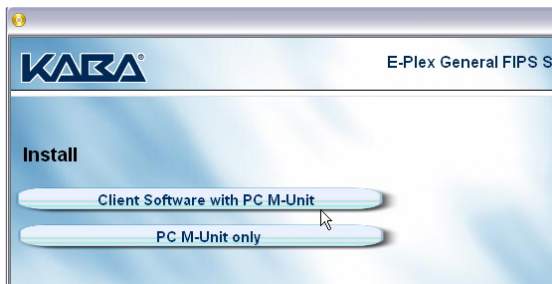 KABA®
E-Plex General FIPS S
Install
Client Software with PC M-Unit
PC M-Unit only